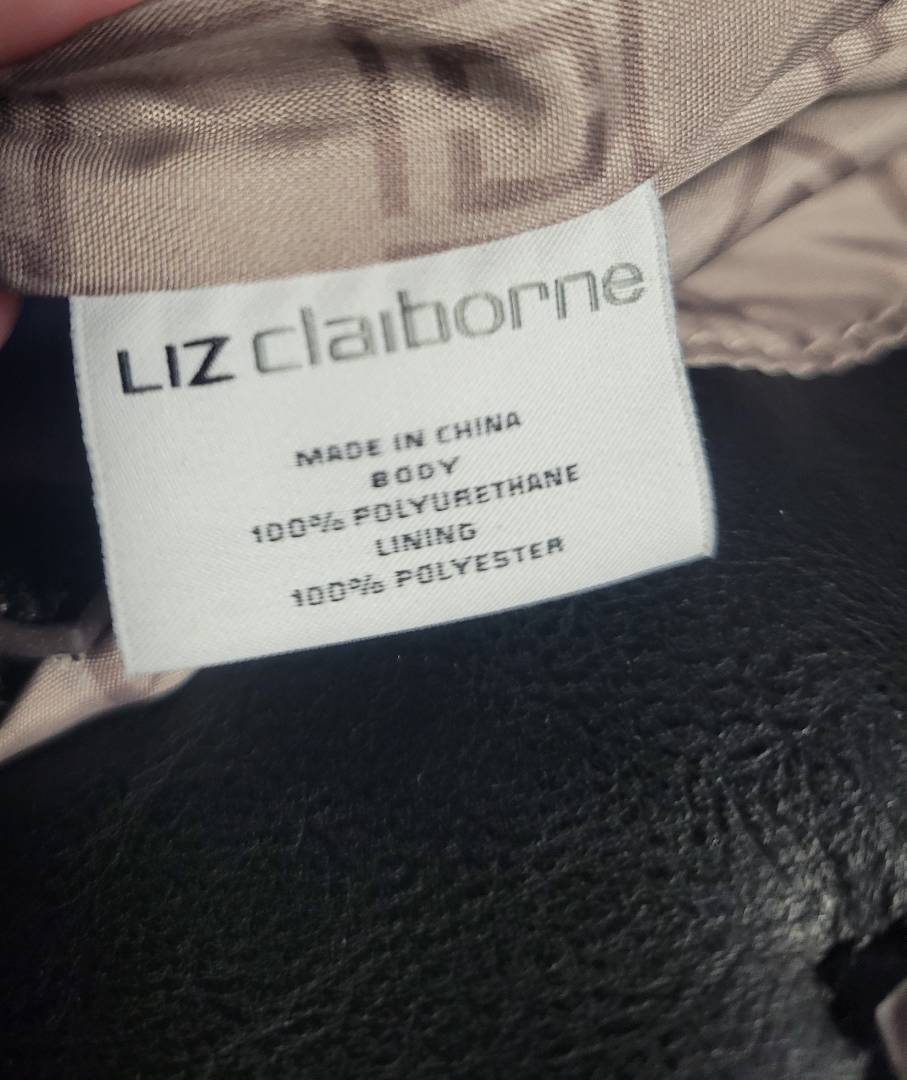 LIZ claiborne
MADE IN CHINA
BODY
100% POLYURETHANE
LINING
100% POLYESTER